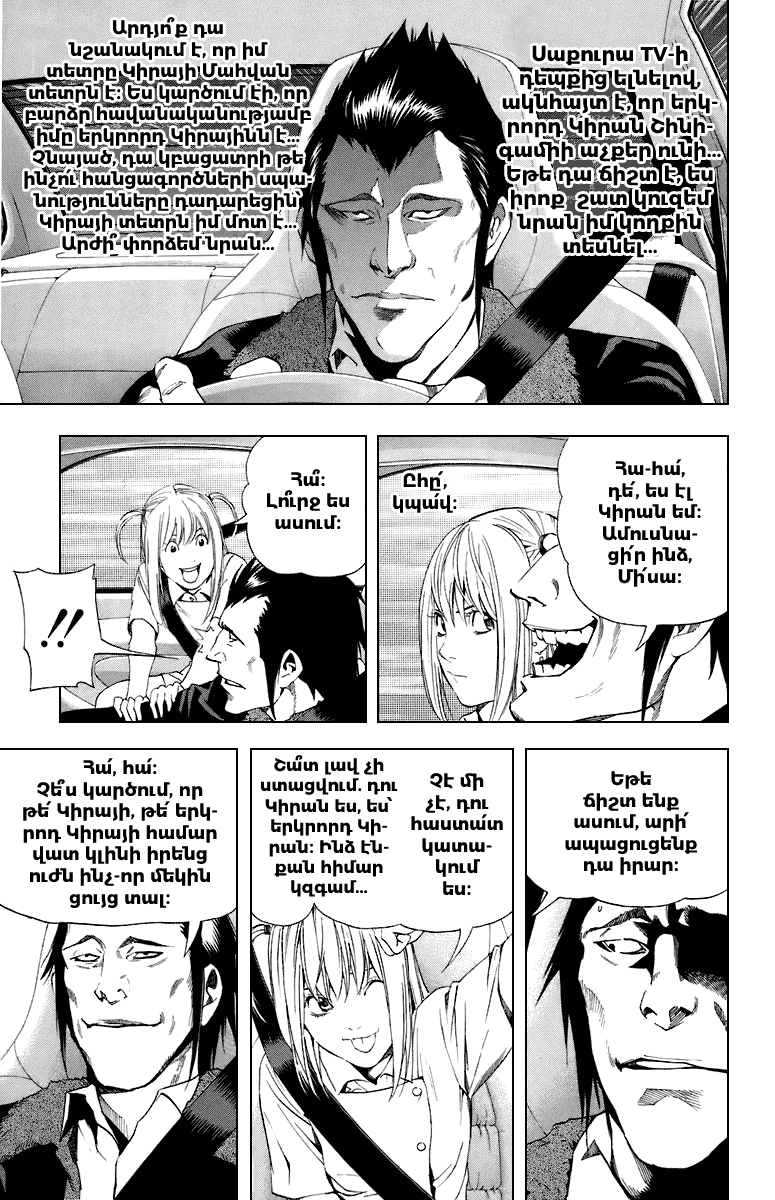 Սաքուրա TV-ի
դեպքից ելնելով,
ակնհայտ է, որ երկ-
րորդ Կիրան Շինի-
գամիի աչքեր ունի...
Եթե դա ճիշտ է, ես
իրոք շատ կուզեմ
նրան իմ կողքին
տեսնել...
Արդյո՞ք դա
նշանակում է, որ իմ
տետրը Կիրայի Մահվան
տետրն է: Ես կարծում էի, որ
բարձր հավանականությամբ
իմը երկրորդ Կիրայինն է...
Չնայած, դա կբացատրի թե
ինչու՛ հանցագործների սպա-
նությունները դադարեցին՝
Կիրայի տետրն իմ մոտ է...
Արժի՞ փորձեմ նրան...
Հա-հա՛,
դե՛, ես էլ
Կիրան եմ:
Ամուսնա-
ցի՛ր ինձ,
Մի՛սա:
Ըհը՛,
կպա՛վ:
Հա՞:
Լու՞րջ ես
ասում:
!!
Եթե
ճիշտ ենք
ասում, արի՛
ապացուցենք
դա իրար:
Չէ մի
չէ, դու
հաստա՛տ
կատա-
կում
ես:
Շա՜տ լավ չի
ստացվում. դու
Կիրան ես, ես՝
երկրորդ Կի-
րան: Ինձ էն-
քան հիմար
կզգամ...
Հա՛, հա՛:
Չե՞ս կարծում, որ
թե՛ Կիրայի, թե՛ երկ-
րոդ Կիրայի համար
վատ կլինի իրենց
ուժն ինչ-որ մեկին
ցույց տալ: